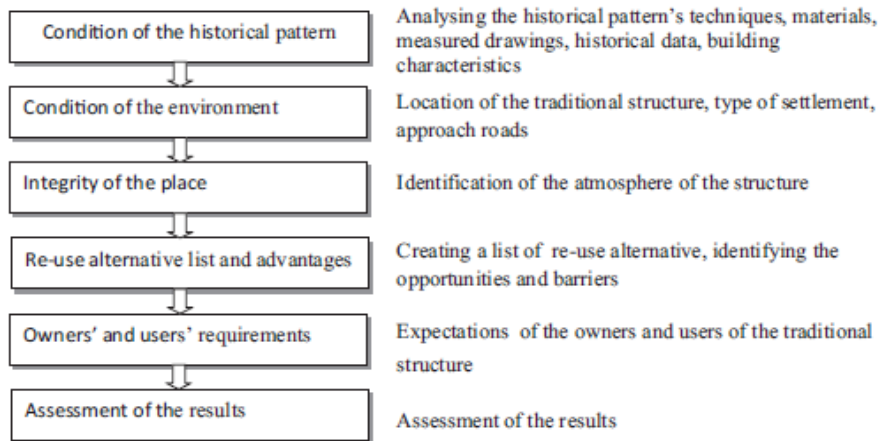 Condition of the historical pattern
Analysing the historical pattern's techniques, materials,
measured drawings, historical data, building
characteristics
Condition of the environment
Location of the traditional structure, type of settlement,
approach roads
Integrity of the place
Identification of the atmosphere of the structure
Re-use alternative list and advantages
Creating a list of re-use alternative, identifying the
opportunities and barriers
Owners' and users' requirements
Expectations of the owners and users of the traditional
structure
Assessment of the results
Assessment of the results